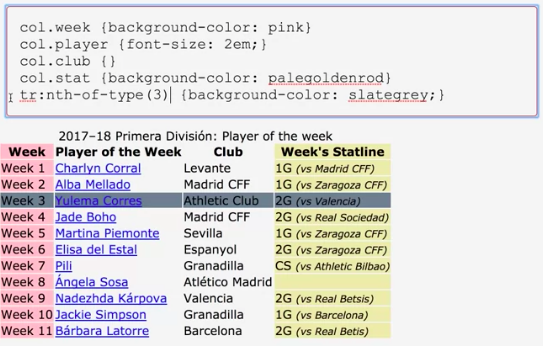 col.week {background-color: pink}
col.player {font-size: 2em;}
col.club {}
col.stat {background-color: palegoldenrod}
tr:nth-of-type(3) {background-color: slategrey;}
2017–18 Primera División: Player of the week
Week Player of the Week Club Week's Statline
Week 1 Charlyn Corral Levante 1G (vs Madrid CFF)
Week 2 Alba Mellado Madrid CFF 1G (vs Zaragoza CFF)
Week 3 Yulema Corres Athletic Club 2G (vs Valencia)
Week 4 Jade Boho Madrid CFF 2G (vs Real Sociedad)
Week 5 Martina Piemonte Sevilla 1G (vs Zaragoza CFF)
Week 6 Elisa del Estal Espanyol 2G (vs Zaragoza CFF)
Week 7 Pili Granadilla CS (vs Athletic Bilbao)
Week 8 Ángela Sosa Atlético Madrid
Week 9 Nadezhda Kárpova Valencia 2G (vs Real Betsis)
Week 10 Jackie Simpson Granadilla 1G (vs Barcelona)
Week 11 Bárbara Latorre Barcelona 2G (vs Real Betis)